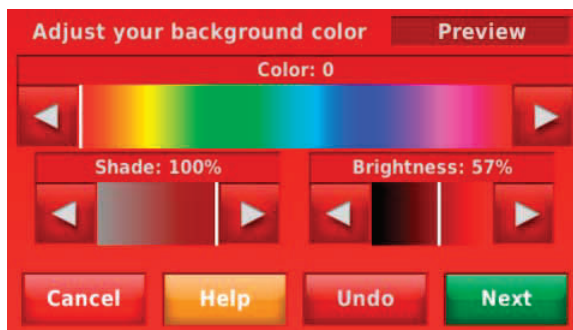 Adjust your background color Preview
Color: 0
Shade: 100% Brightness: 57%
Cancel Help Undo Next